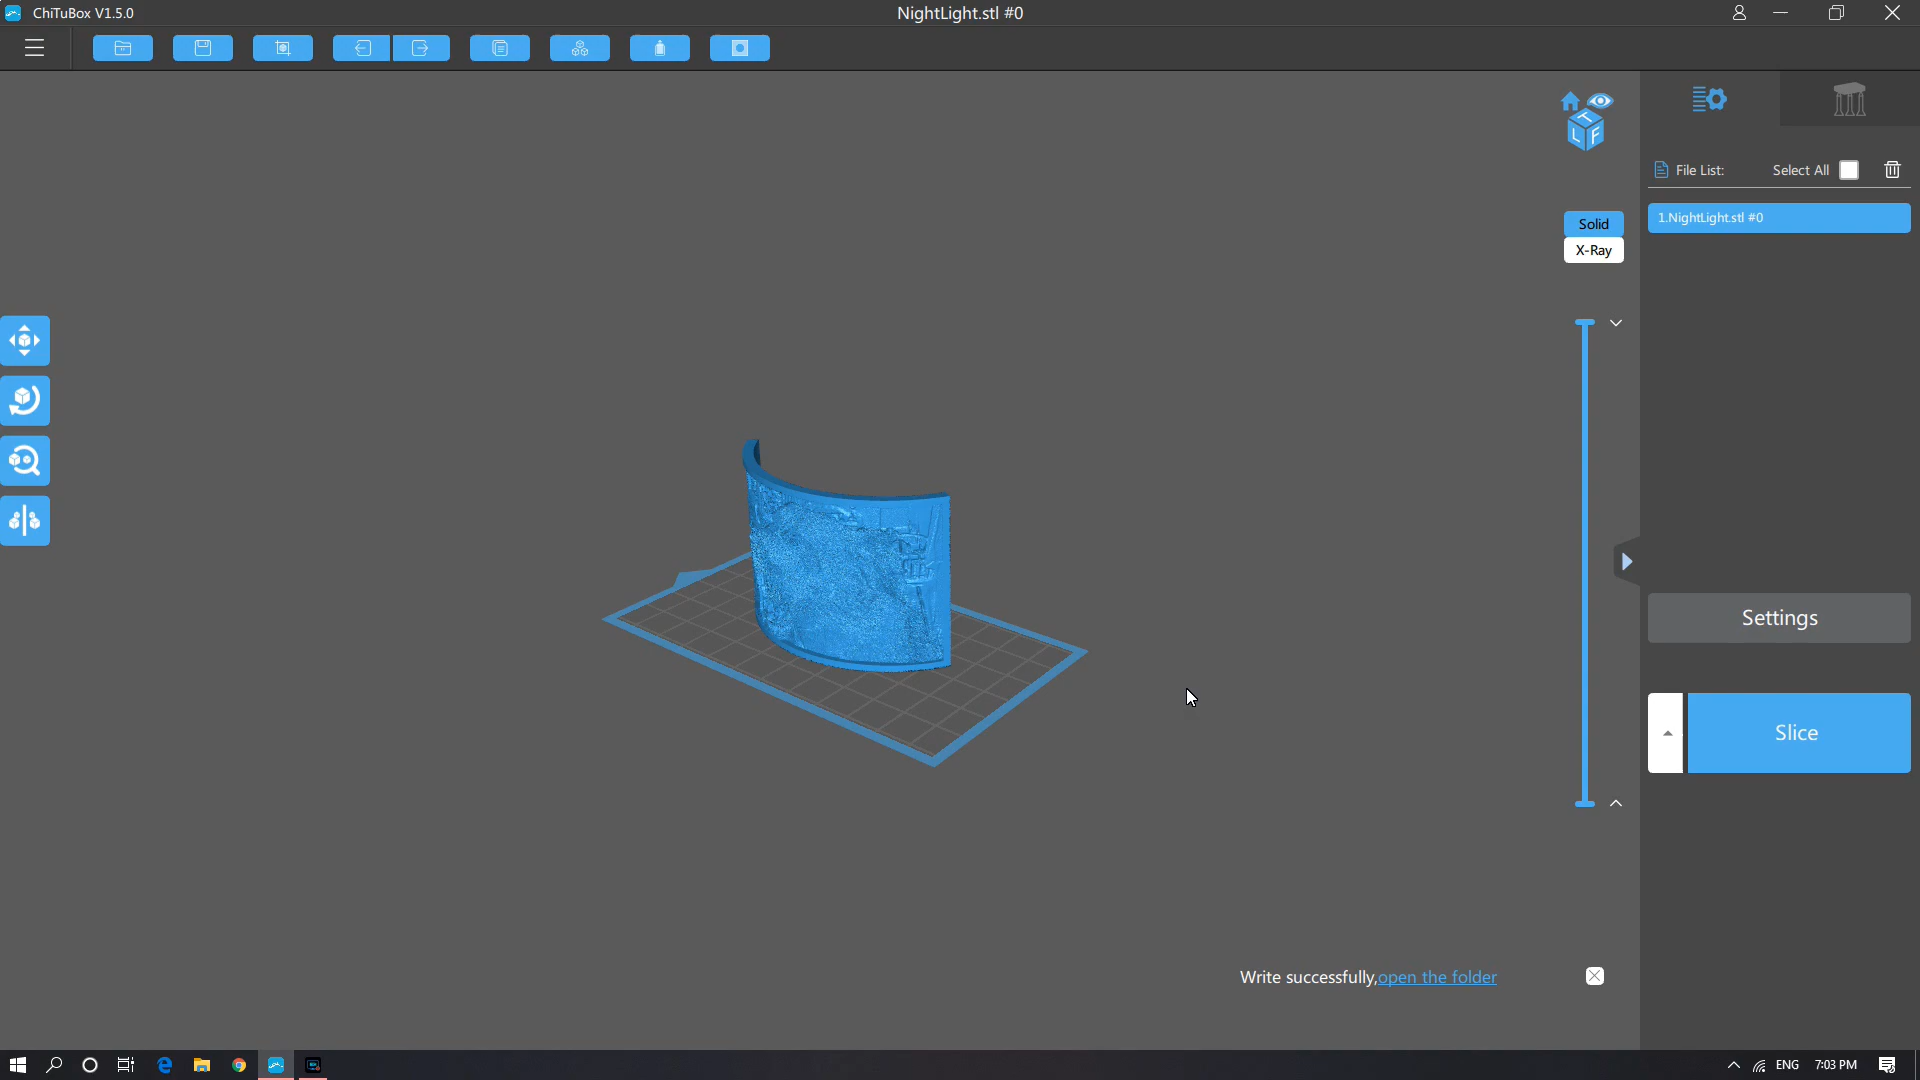 ChiTuBox V1.5.0
NightLight.stl #0
T
L F
File List:
Select All
1.NightLight.stl #0
Solid
X-Ray
Settings
Slice
Write successfully,open the folder
ENG
7:03 PM